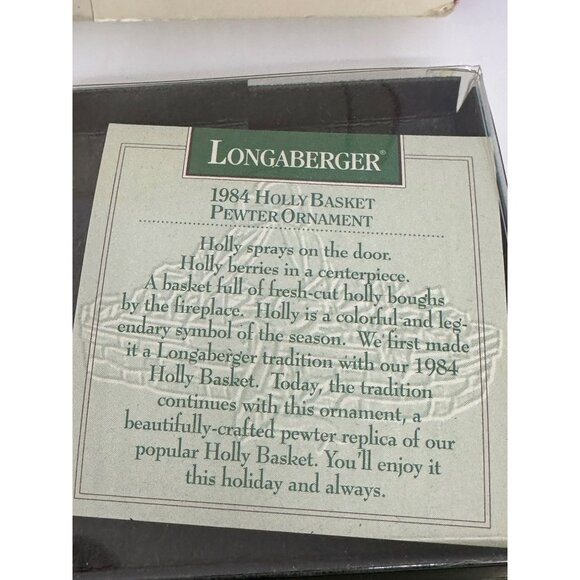 LONGABERGER®
1984 HOLLY BASKET
PEWTER ORNAMENT
Holly sprays on the door.
Holly berries in a centerpiece.
A basket full of fresh-cut holly boughs
by the fireplace. Holly is a colorful and leg-
endary symbol of the season. We first made
it a Longaberger tradition with our 1984
Holly Basket. Today, the tradition
continues with this ornament, a
beautifully-crafted pewter replica of our
popular Holly Basket. You'll enjoy it
this holiday and always.